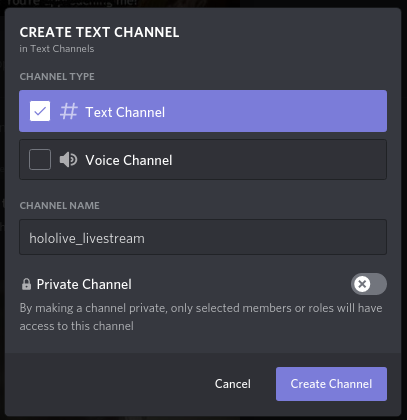 CREATE TEXT CHANNEL
in Text Channels
CHANNEL TYPE
# Text Channel
Voice Channel
CHANNEL NAME
hololive_livestream
Private Channel
By making a channel private, only selected members or roles will have
access to this channel
Cancel
Create Channel